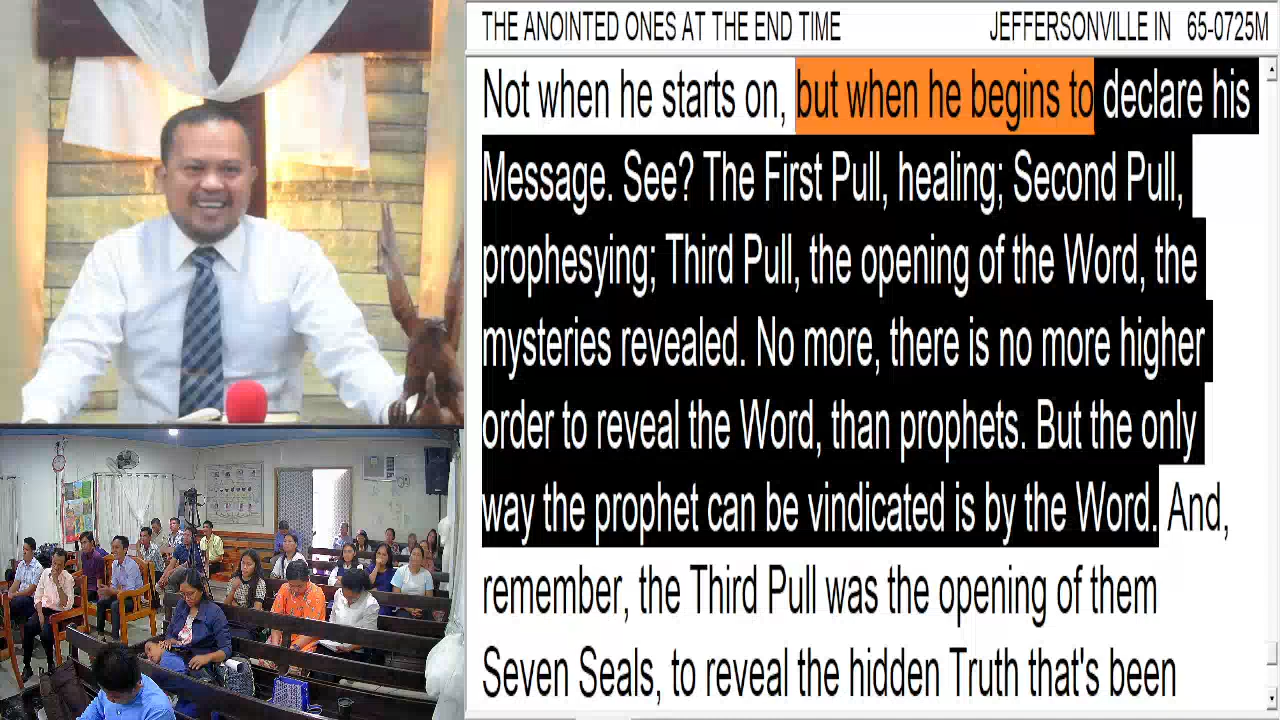 THE ANOINTED ONES AT THE END TIME JEFFERSONVILLE IN 65-0725M
Not when he starts on, but when he begins to declare his
Message. See? The First Pull, healing; Second Pull,
prophesying; Third Pull, the opening of the Word, the
mysteries revealed. No more, there is no more higher
order to reveal the Word, than prophets. But the only
way the prophet can be vindicated is by the Word. And,
remember, the Third Pull was the opening of them
Seven Seals, to reveal the hidden Truth that's been